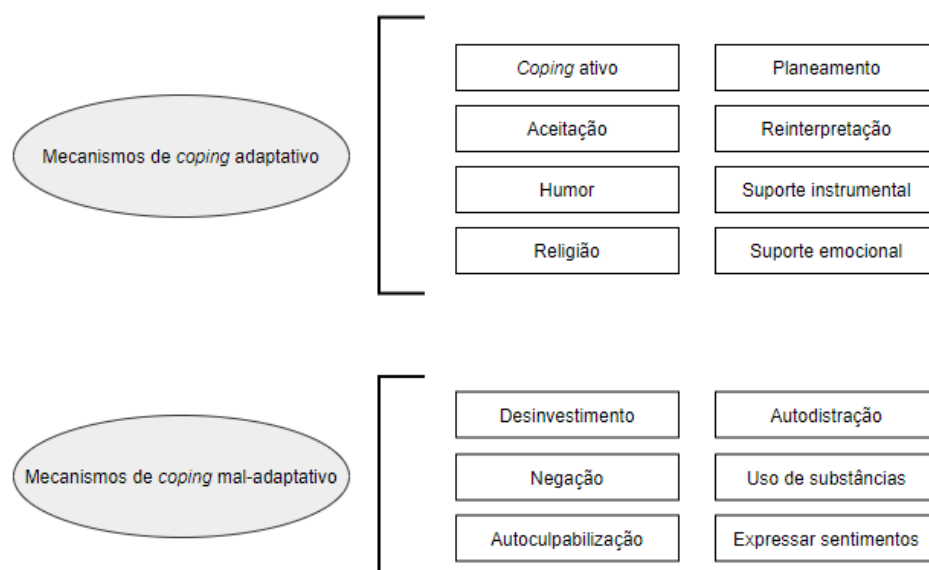 Mecanismos de coping adaptativo
Coping ativo
Planeamento
Aceitação
Reinterpretação
Humor
Suporte instrumental
Religião
Suporte emocional
Mecanismos de coping mal-adaptativo
Desinvestimento
Autodistração
Negação
Uso de substâncias
Autoculpabilização
Expressar sentimentos